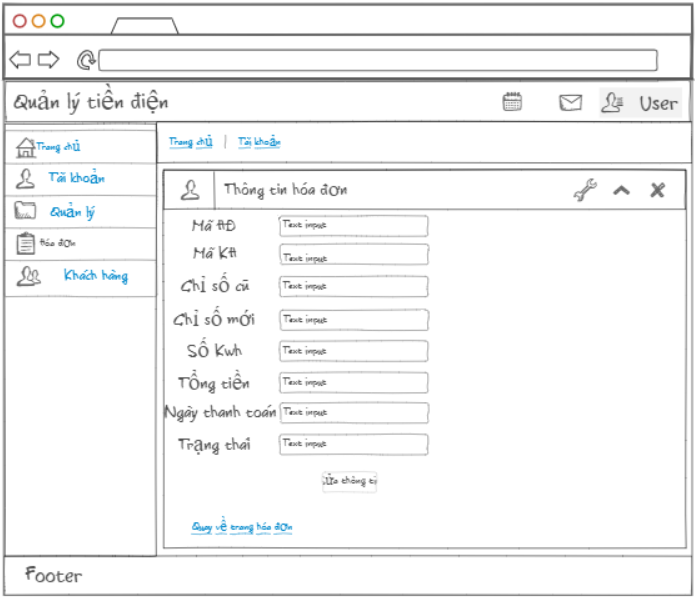 Quản lý tiền điện
User
Trang chủ
Tài khoản
Quản lý
Hóa đơn
Khách hàng
Trang chủ | Tài khoản
Thông tin hóa đơn
Mã HĐ Text input
Mã KH Text input
Chỉ số cũ Text input
Chỉ số mới Text input
Số Kwh Text input
Tổng tiền Text input
Ngày thanh toán Text input
Trạng thái Text input
Sửa thông ti
Quay về trang hóa đơn
Footer